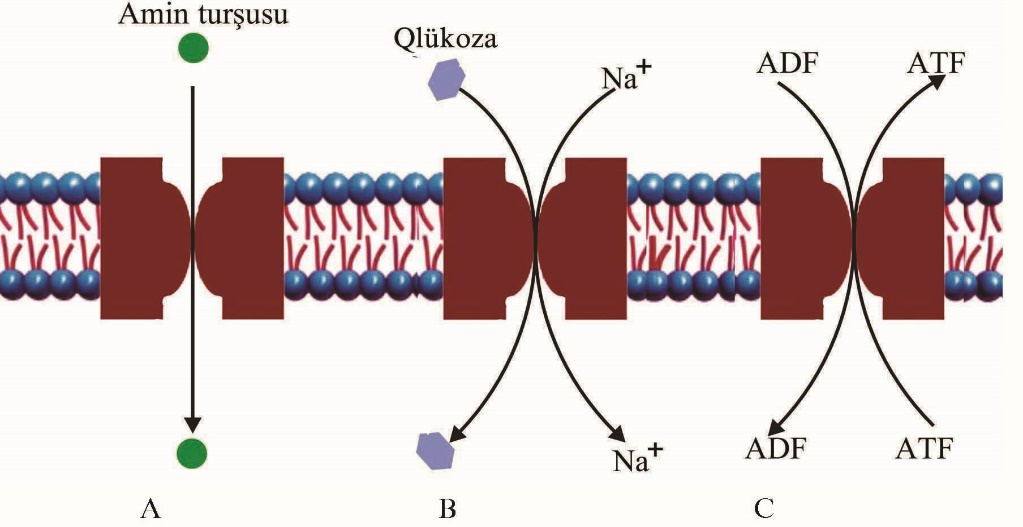 Amin turşusu
Qlükoza
Na+
ADF
ATF
Na+
ADF
ATF
A
B
C